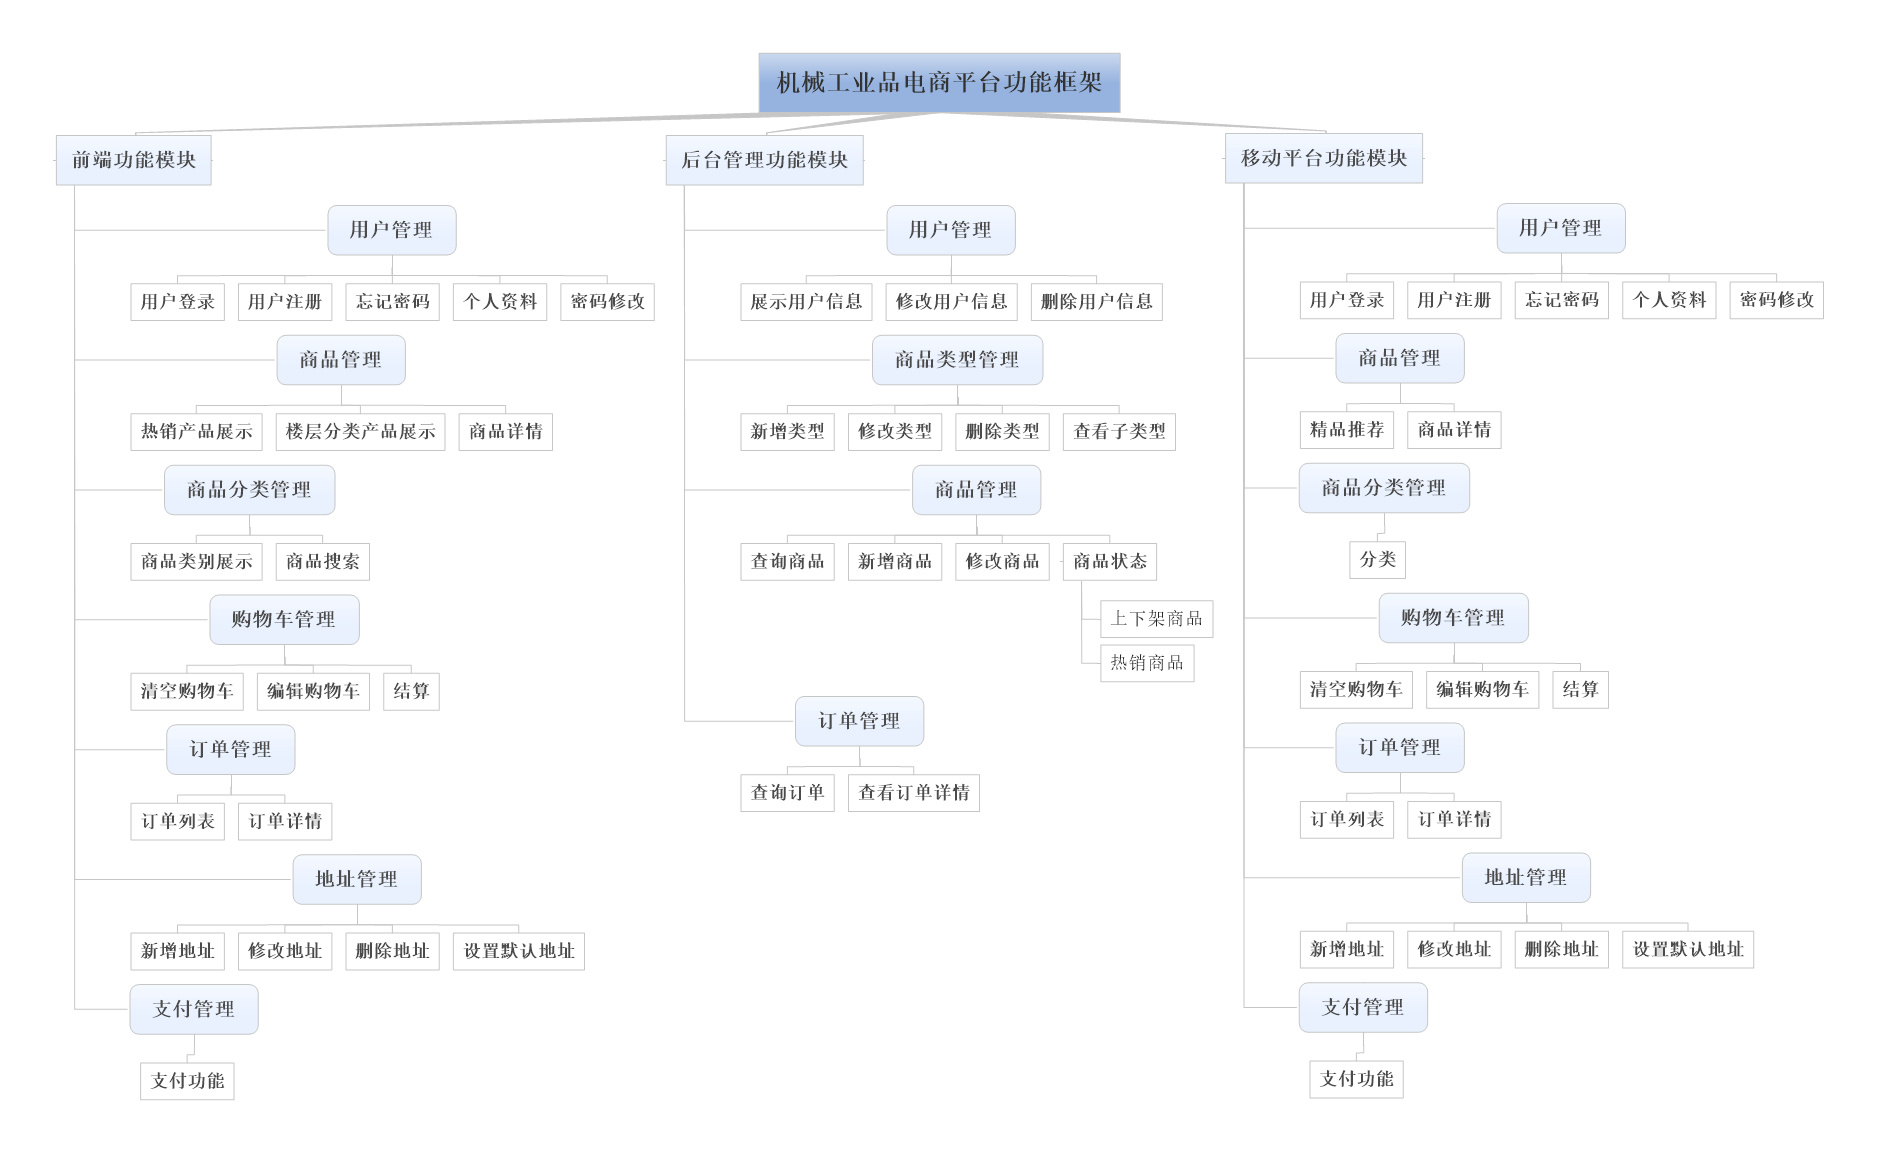 机械工业品电商平台功能框架
前端功能模块
用户管理
用户登录
用户注册
忘记密码
个人资料
密码修改
商品管理
热销产品展示
楼层分类产品展示
商品详情
商品分类管理
商品类别展示
商品搜索
购物车管理
清空购物车
编辑购物车
结算
订单管理
订单列表
订单详情
地址管理
新增地址
修改地址
删除地址
设置默认地址
支付管理
支付功能
后台管理功能模块
用户管理
展示用户信息
修改用户信息
删除用户信息
商品类型管理
新增类型
修改类型
删除类型
查看子类型
商品管理
查询商品
新增商品
修改商品
商品状态
上下架商品
热销商品
订单管理
查询订单
查看订单详情
移动平台功能模块
用户管理
用户登录
用户注册
忘记密码
个人资料
密码修改
商品管理
精品推荐
商品详情
商品分类管理
分类
购物车管理
清空购物车
编辑购物车
结算
订单管理
订单列表
订单详情
地址管理
新增地址
修改地址
删除地址
设置默认地址
支付管理
支付功能